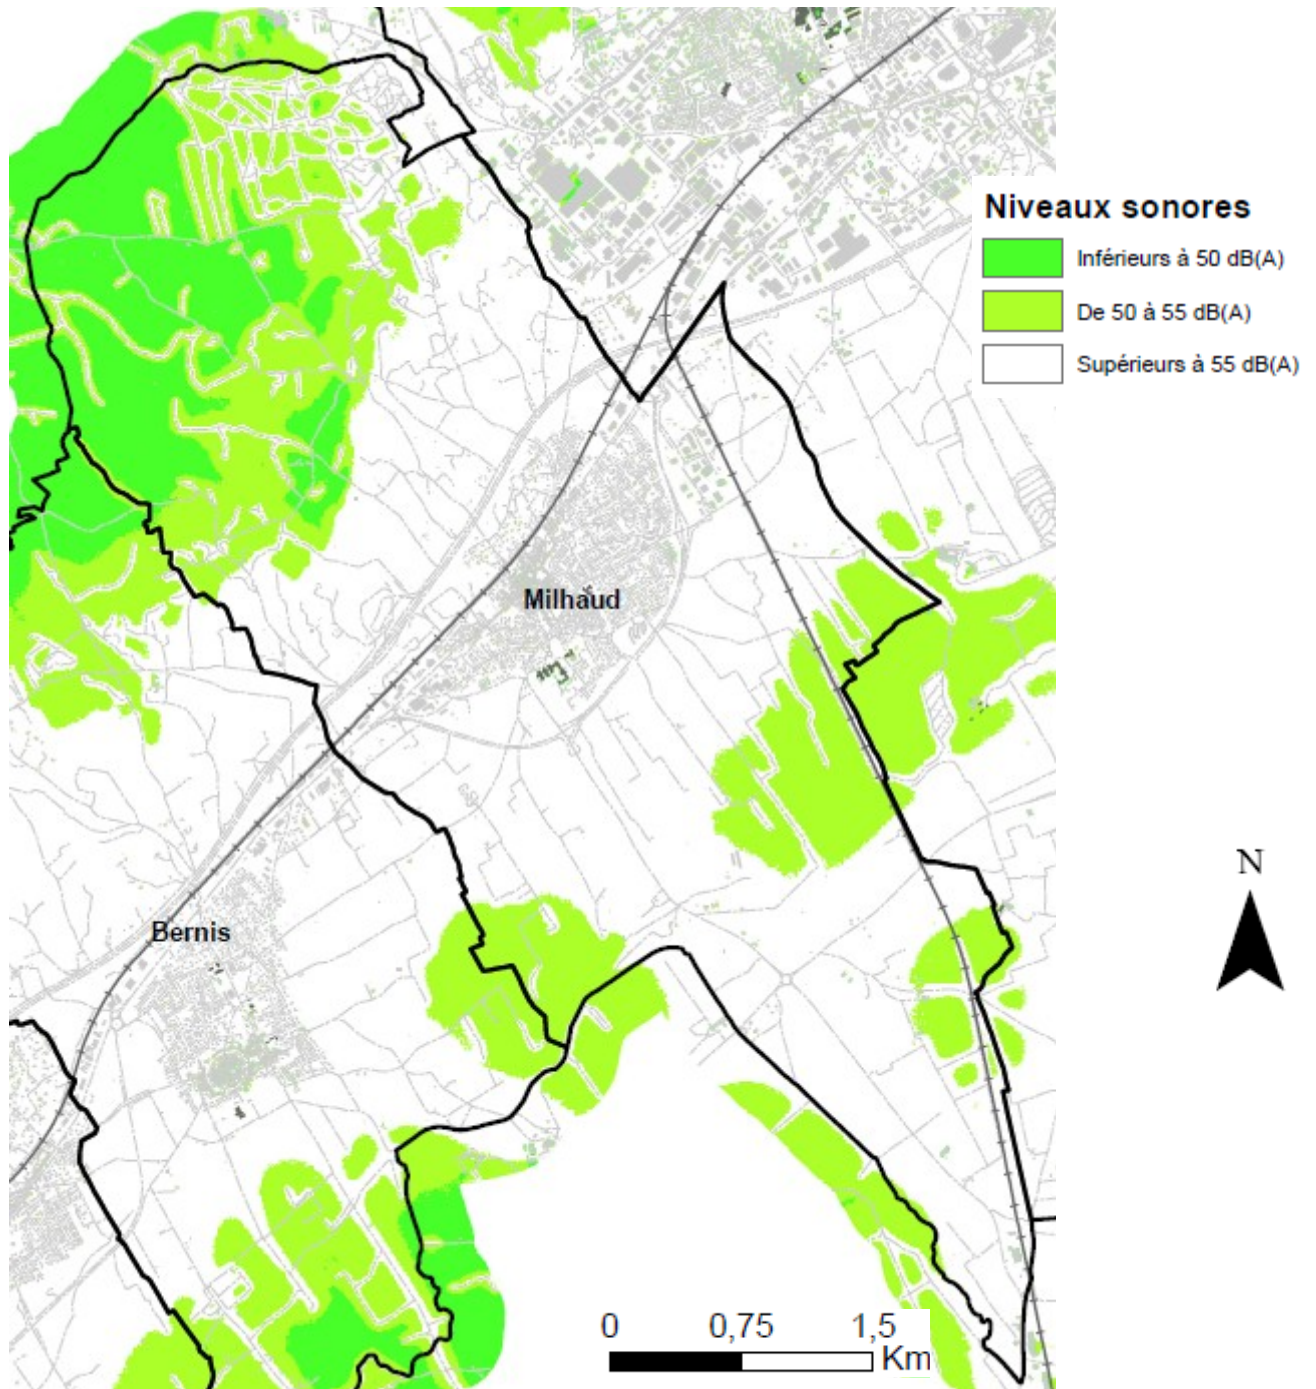 Niveaux sonores
Inférieurs à 50 dB(A)
De 50 à 55 dB(A)
Supérieurs à 55 dB(A)
Milhaud
Bernis
N
0 0,75 1,5
Km